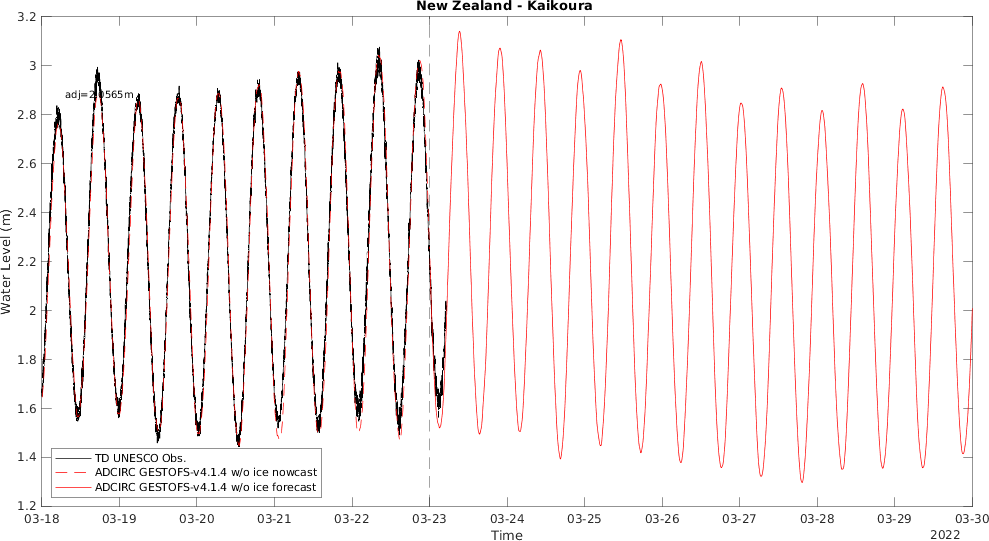 New Zealand - Kaikoura
3.2
3
2.8
2.6
2.4
2.2
2
1.8
1.6
1.4
1.2
Water Level (m)
adj=2.0565m
TD UNESCO Obs.
ADCIRC GESTOFS-v4.1.4 w/o ice nowcast
ADCIRC GESTOFS-v4.1.4 w/o ice forecast
03-18 03-19 03-20 03-21 03-22 03-23 03-24 03-25 03-26 03-27 03-28 03-29 03-30
Time
2022